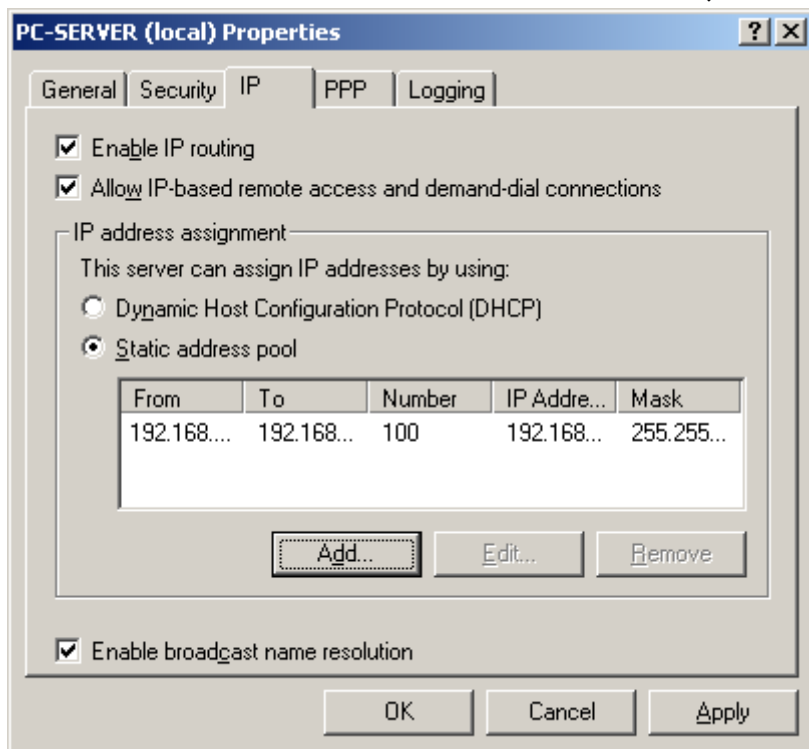 PC-SERVER (local) Properties
General Security IP PPP Logging
Enable IP routing
Allow IP-based remote access and demand-dial connections
IP address assignment
This server can assign IP addresses by using:
Dynamic Host Configuration Protocol (DHCP)
Static address pool
From To Number IP Addre... Mask
192.168.... 192.168... 100 192.168... 255.255...
Add... Edit... Remove
Enable broadcast name resolution
OK Cancel Apply